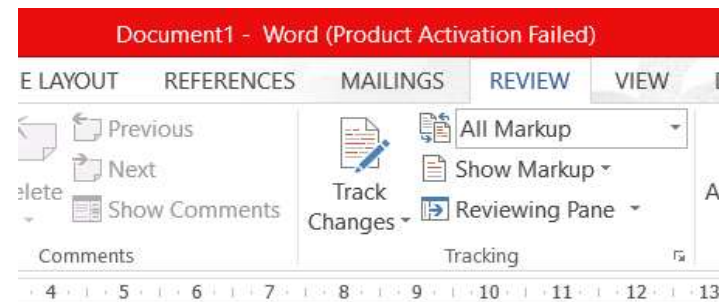 Document1 - Word (Product Activation Failed)
E LAYOUT REFERENCES MAILINGS REVIEW VIEW
Previous
Next
elete
Show Comments
Comments
Track
Changes
All Markup
Show Markup
Reviewing Pane
Tracking
A
4 5 6 7 8 9 10 11 12 13